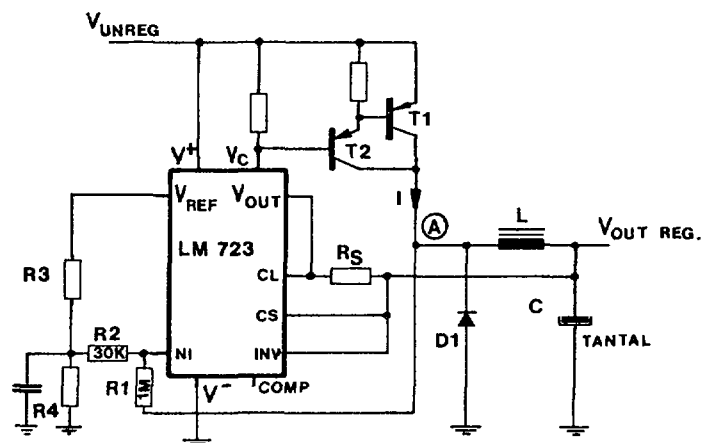 VUNREG
T1
T2
V+
VC
VREF
VOUT
I
A
L
VOUT REG.
LM 723
R3
CL
RS
CS
D1
C
TANTAL
R2
30K
NI
INV
R1
1M
R4
V-
COMP